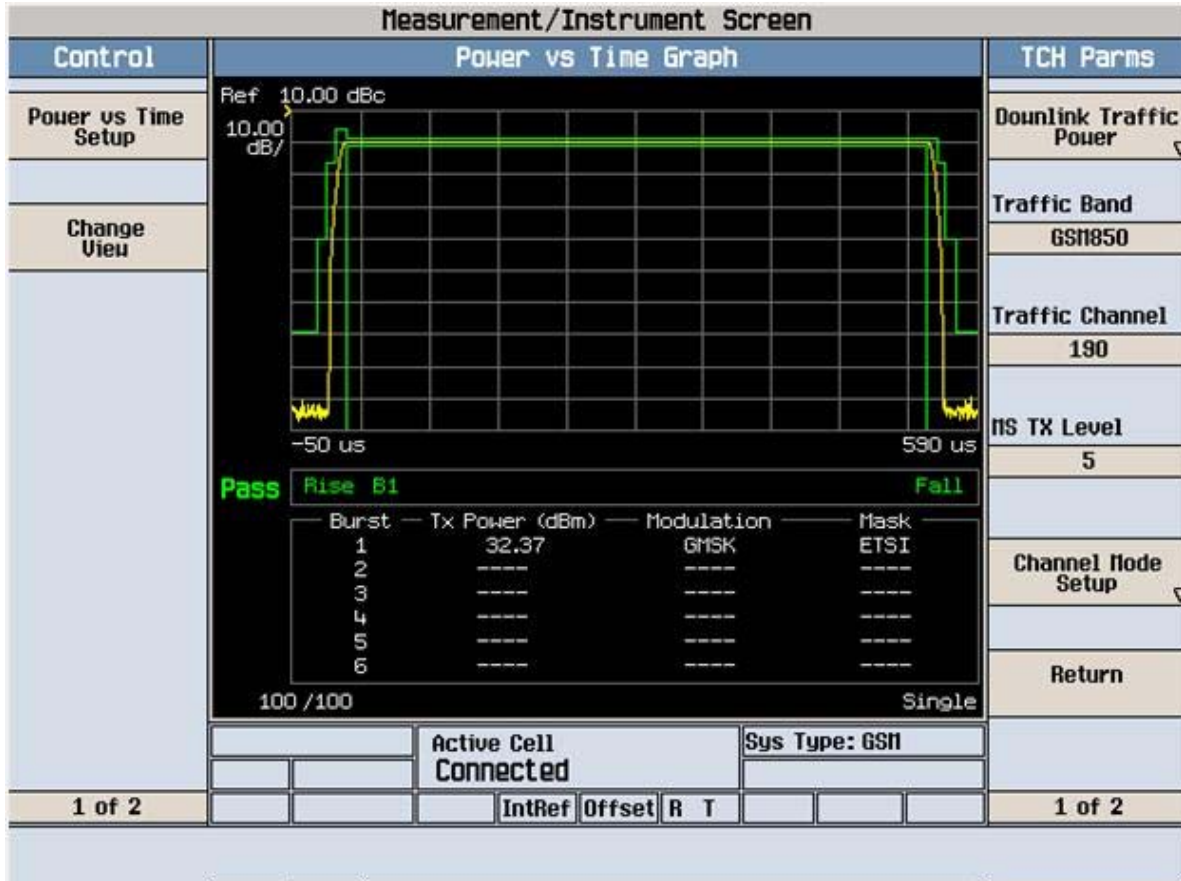 Measurement/Instrument Screen
Control
Power vs Time Graph
TCH Parms
Power vs Time
Setup
Change
View
1 of 2
Ref 10.00 dBc
10.00
dB/
-50 us
590 us
Pass
Rise B1
Fall
Burst
Tx Power (dBm)
Modulation
Mask
1 32.37 GMSK ETSI
2 ---- ---- ----
3 ---- ---- ----
4 ---- ---- ----
5 ---- ---- ----
6 ---- ---- ----
100 /100
Single
Active Cell
Connected
Sys Type: GSM
IntRef
Offset
R T
Downlink Traffic
Power
Traffic Band
GSM850
Traffic Channel
190
MS TX Level
5
Channel Mode
Setup
Return
1 of 2